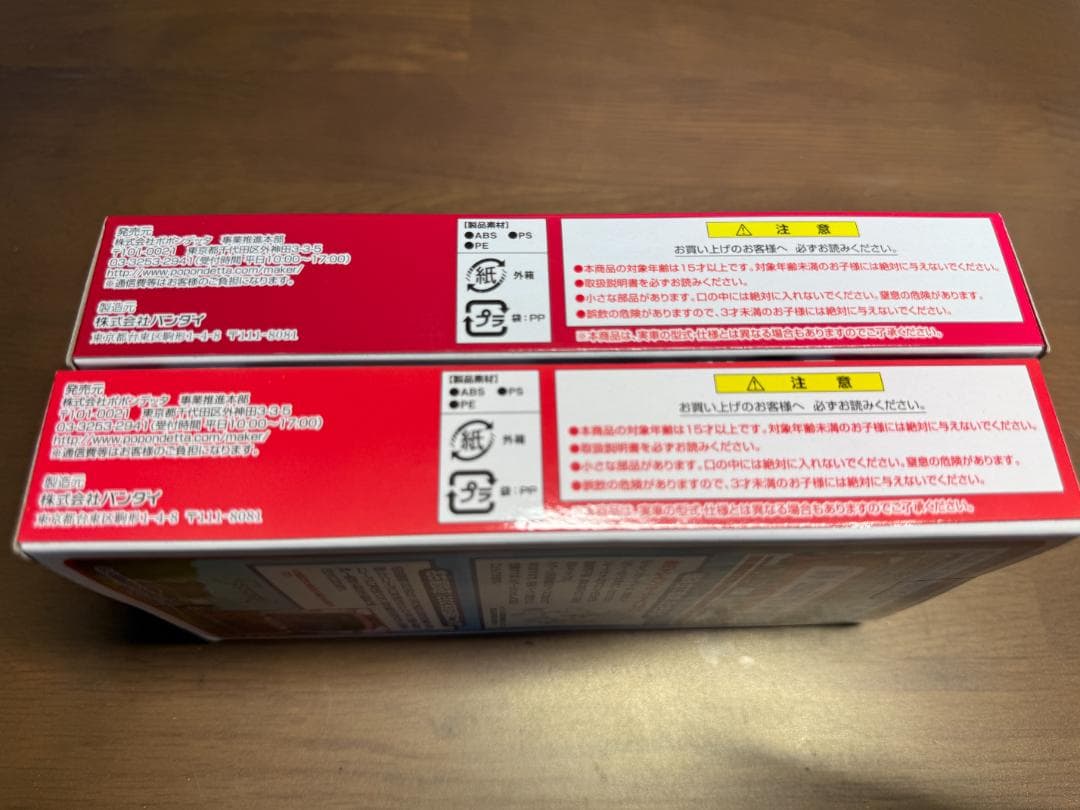 発売元
株式会社ポポンデッタ 事業推進本部
〒101-0021 東京都千代田区外神田3-3-5
03-3253-2941(受付時間 平日10:00〜17:00)
http://www.popondetta.com/maker/
※通信費等はお客様のご負担になります。
製造元
株式会社バンダイ
東京都台東区駒形1-4-8 〒111-8081
【製品素材】
●ABS ●PS
●PE
紙 外箱
プラ 袋:PP
注意
お買い上げのお客様へ 必ずお読みください。
●本商品の対象年齢は15才以上です。対象年齢未満のお子様には絶対に与えないでください。
●取扱説明書を必ずお読みください。
●小さな部品があります。口の中には絶対に入れないでください。窒息の危険があります。
●誤飲の危険がありますので、3才未満のお子様には絶対に与えないでください。
※本商品は、実車の型式・仕様とは異なる場合もありますのでご了承ください。
発売元
株式会社ポポンデッタ 事業推進本部
〒101-0021 東京都千代田区外神田3-3-5
03-3253-2941(受付時間 平日10:00〜17:00)
http://www.popondetta.com/maker/
※通信費等はお客様のご負担になります。
製造元
株式会社バンダイ
東京都台東区駒形1-4-8 〒111-8081
【製品素材】
●ABS ●PS
●PE
紙 外箱
プラ 袋:PP
注意
お買い上げのお客様へ 必ずお読みください。
●本商品の対象年齢は15才以上です。対象年齢未満のお子様には絶対に与えないでください。
●取扱説明書を必ずお読みください。
●小さな部品があります。口の中には絶対に入れないでください。窒息の危険があります。
●誤飲の危険がありますので、3才未満のお子様には絶対に与えないでください。
※本商品は、実車の型式・仕様とは異なる場合もありますのでご了承ください。